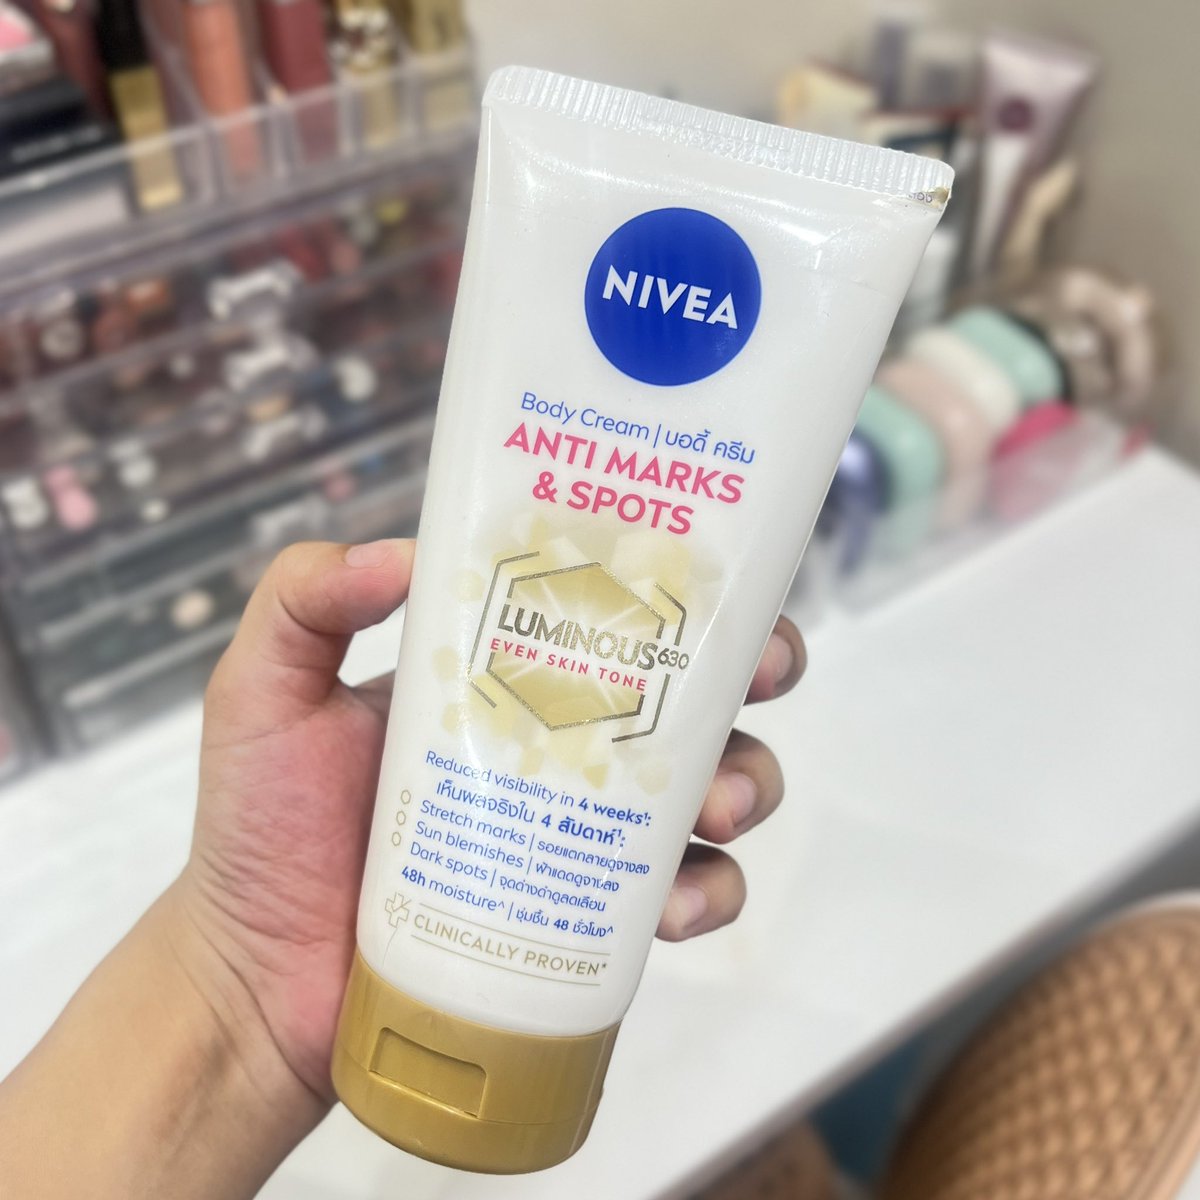 NIVEA
Body Cream | บอดี้ ครีม
ANTI MARKS
& SPOTS
LUMINOUS630
EVEN SKIN TONE
Reduced visibility in 4 weeks¹:
เห็นผลจริงใน 4 สัปดาห์¹:
Stretch marks | รอยแตกลายดูจางลง
Sun blemishes | ฝ้าแดดดูจางลง
Dark spots | จุดด่างดำดูลดเลือน
48h moisture^ | ชุ่มชื้น 48 ชั่วโมง^
CLINICALLY PROVEN*